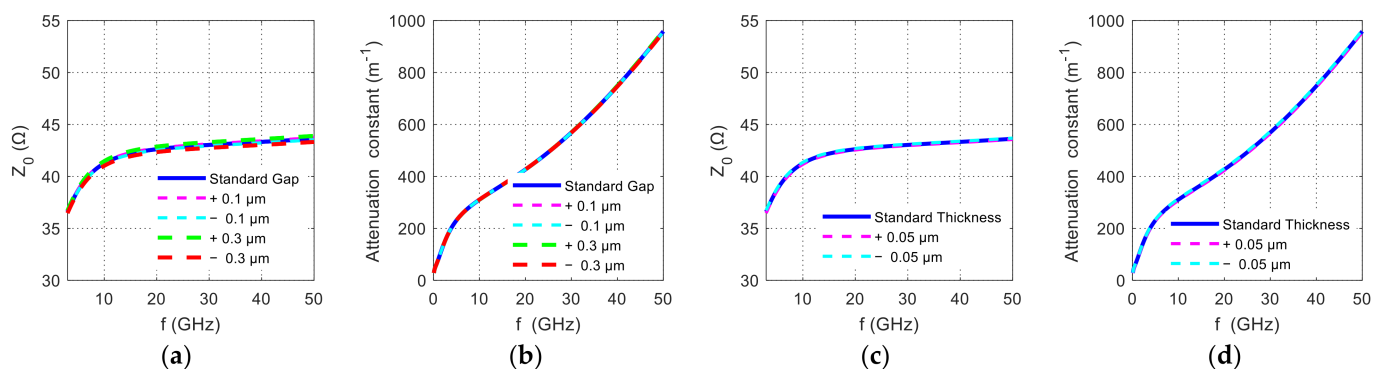 55
50
45
40
35
30
Z0 (Ω)
10 20 30 40 50
f (GHz)
Standard Gap
+ 0.1 μm
− 0.1 μm
+ 0.3 μm
− 0.3 μm
(a)
1000
800
600
400
200
0
Attenuation constant (m⁻¹)
0 10 20 30 40 50
f (GHz)
Standard Gap
+ 0.1 μm
− 0.1 μm
+ 0.3 μm
− 0.3 μm
(b)
55
50
45
40
35
30
Z0 (Ω)
10 20 30 40 50
f (GHz)
Standard Thickness
+ 0.05 μm
− 0.05 μm
(c)
1000
800
600
400
200
0
Attenuation constant (m⁻¹)
0 10 20 30 40 50
f (GHz)
Standard Thickness
+ 0.05 μm
− 0.05 μm
(d)